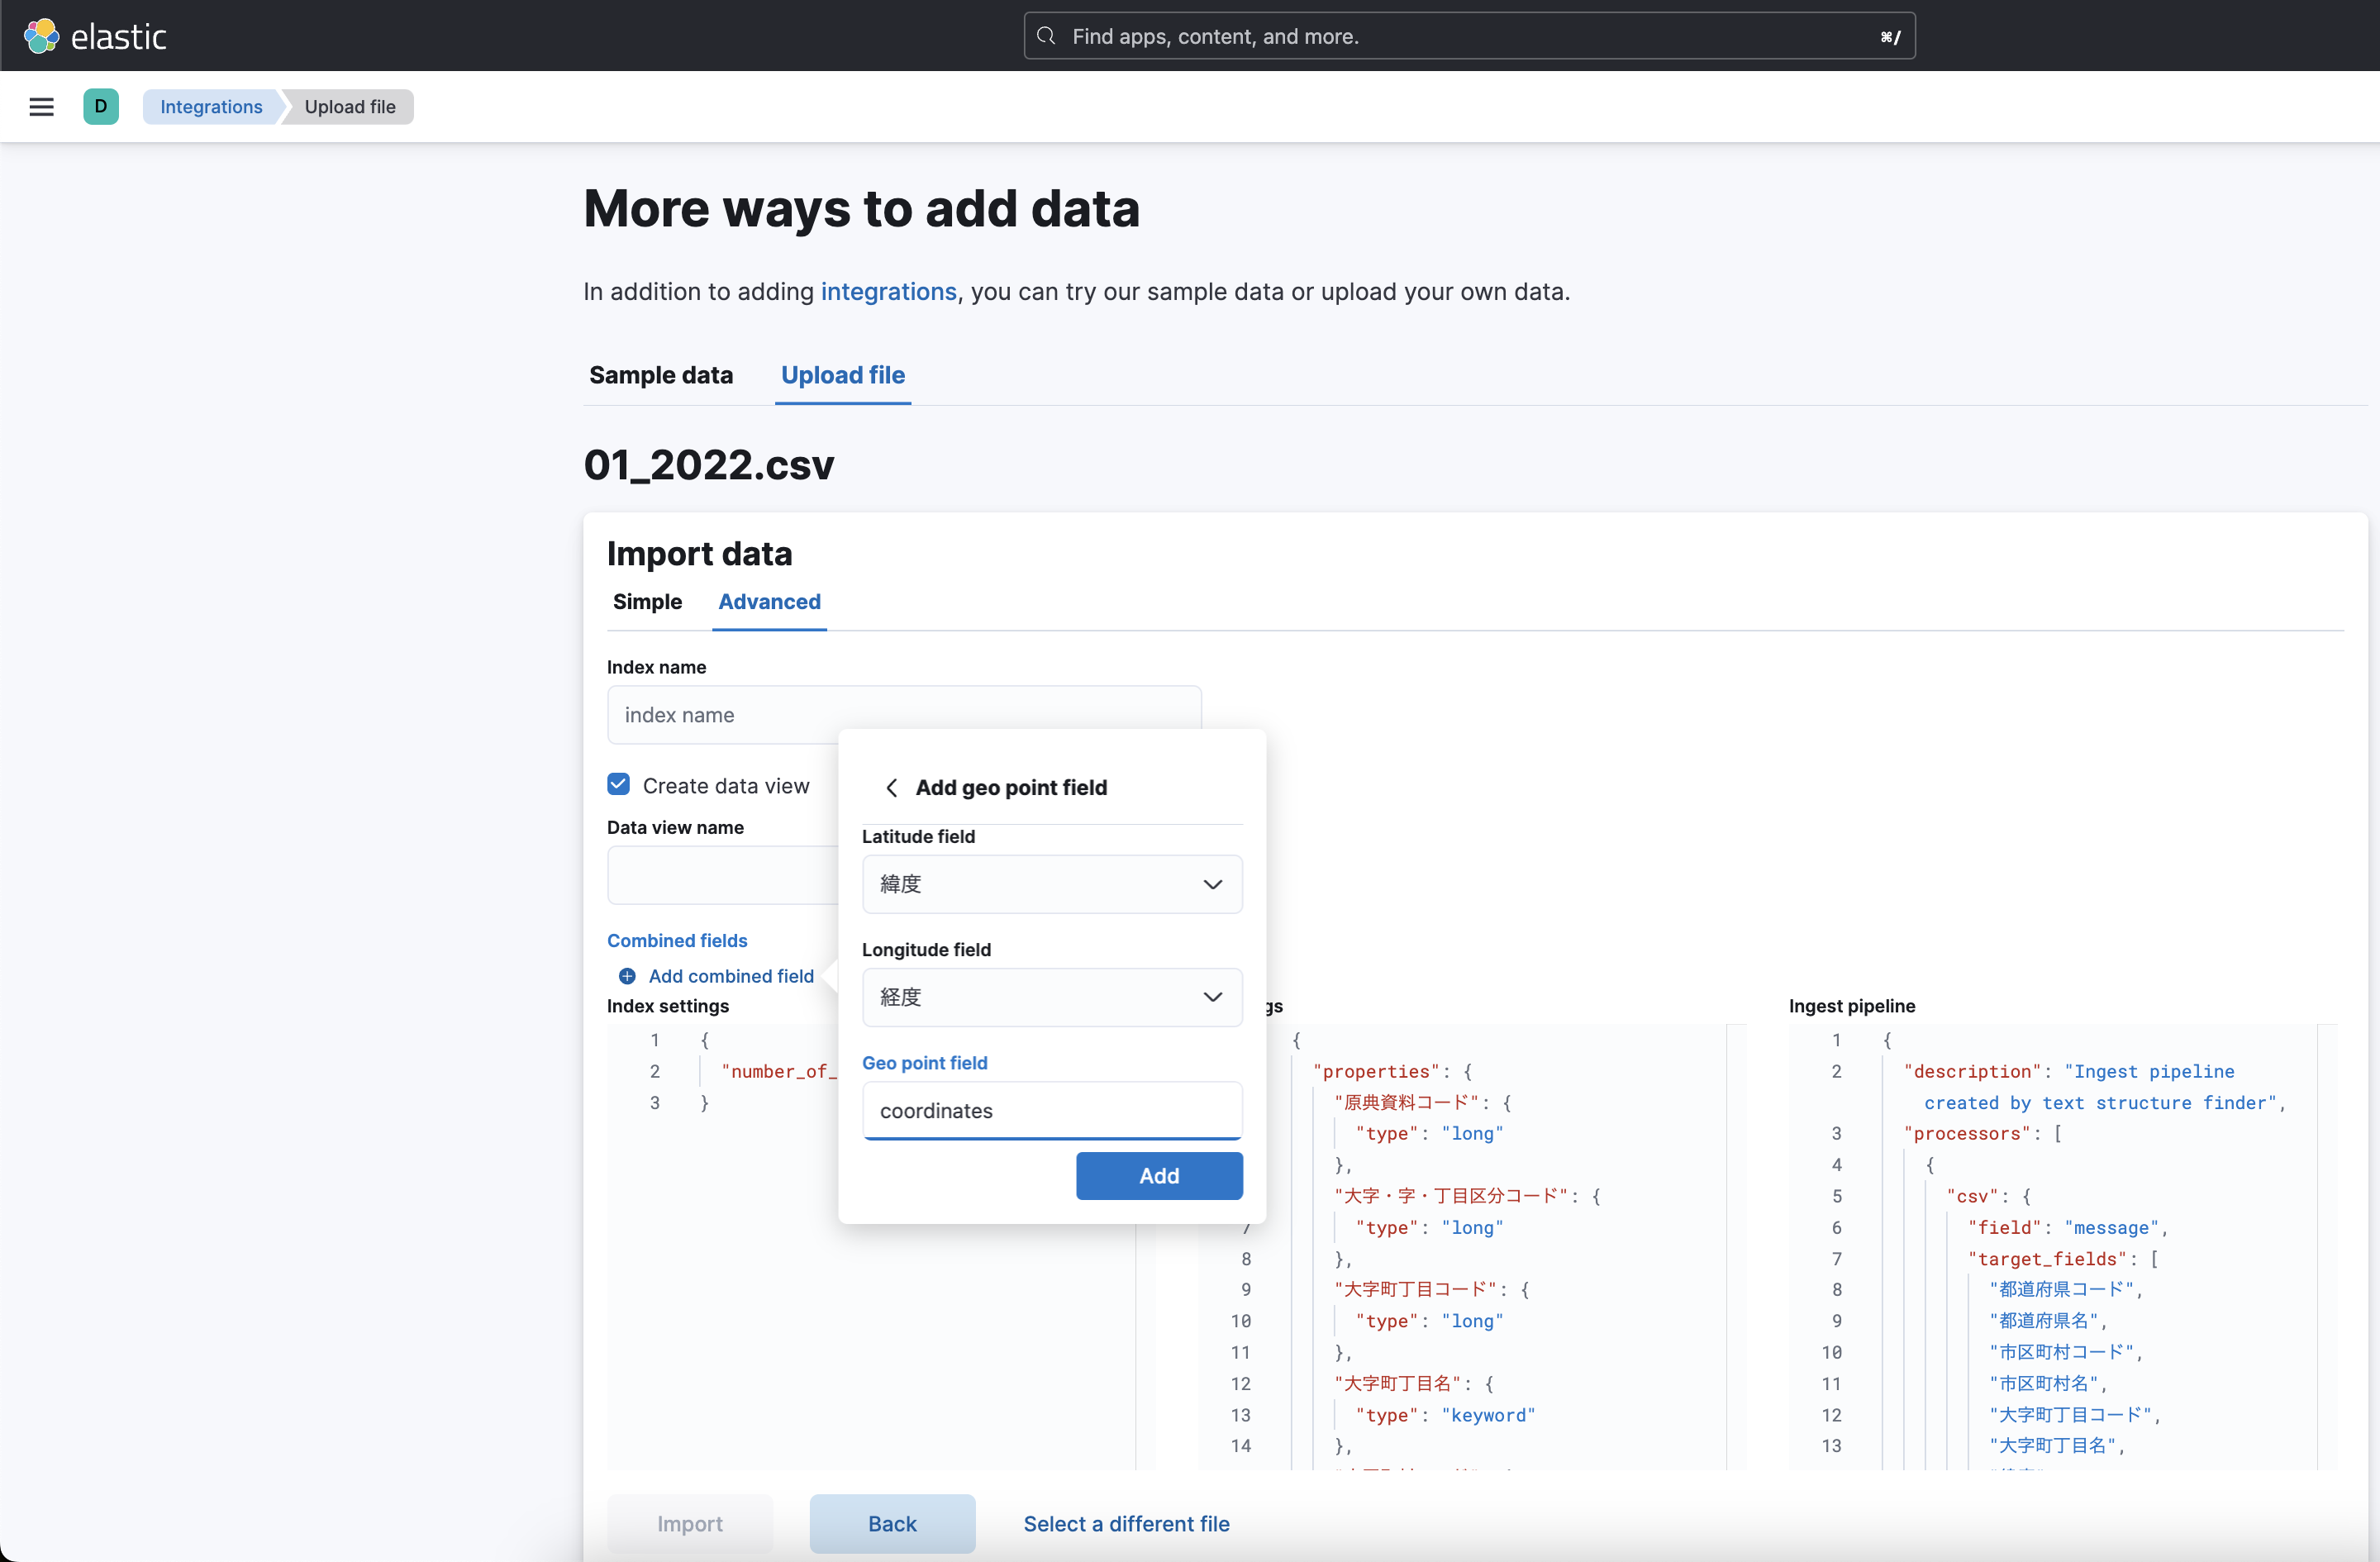 elastic
Find apps, content, and more.
⌘/
D
Integrations
Upload file
More ways to add data
In addition to adding integrations, you can try our sample data or upload your own data.
Sample data
Upload file
01_2022.csv
Import data
Simple
Advanced
Index name
index name
Create data view
Data view name
Combined fields
Add combined field
Add geo point field
Latitude field
緯度
Longitude field
経度
Geo point field
coordinates
Add
Index settings
1 {
2 "number_of_
3 }
gs
{
"properties": {
"原典資料コード": {
"type": "long"
},
"大字・字・丁目区分コード": {
7 "type": "long"
8 },
9 "大字町丁目コード": {
10 "type": "long"
11 },
12 "大字町丁目名": {
13 "type": "keyword"
14 },
Ingest pipeline
1 {
2 "description": "Ingest pipeline
created by text structure finder",
3 "processors": [
4 {
5 "csv": {
6 "field": "message",
7 "target_fields": [
8 "都道府県コード",
9 "都道府県名",
10 "市区町村コード",
11 "市区町村名",
12 "大字町丁目コード",
13 "大字町丁目名",
Import
Back
Select a different file